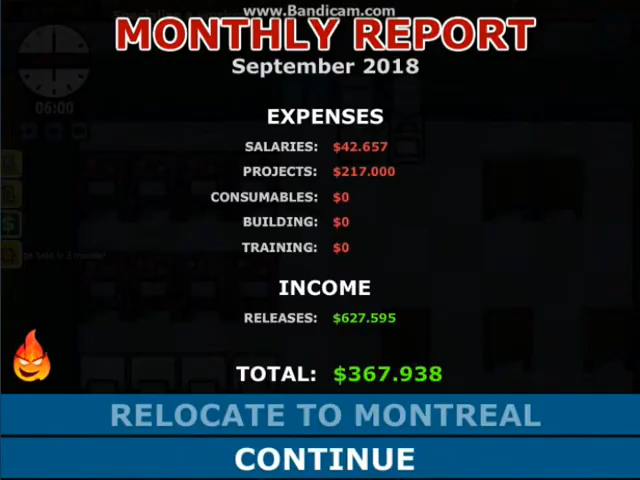 www.Bandicam.com
MONTHLY REPORT
September 2018
06:00
EXPENSES
SALARIES: $42.657
PROJECTS: $217.000
CONSUMABLES: $0
BUILDING: $0
TRAINING: $0
INCOME
RELEASES: $627.595
TOTAL: $367.938
RELOCATE TO MONTREAL
CONTINUE